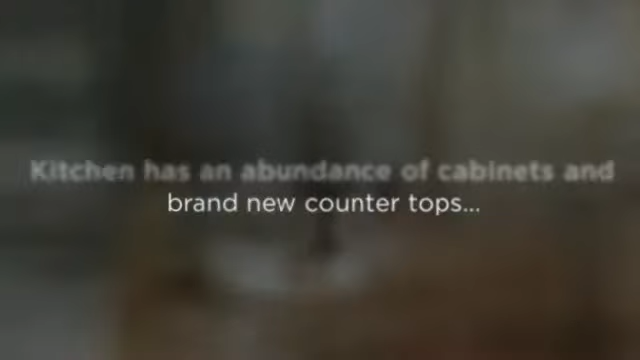 Kitchen has an abundance of cabinets and
brand new counter tops...